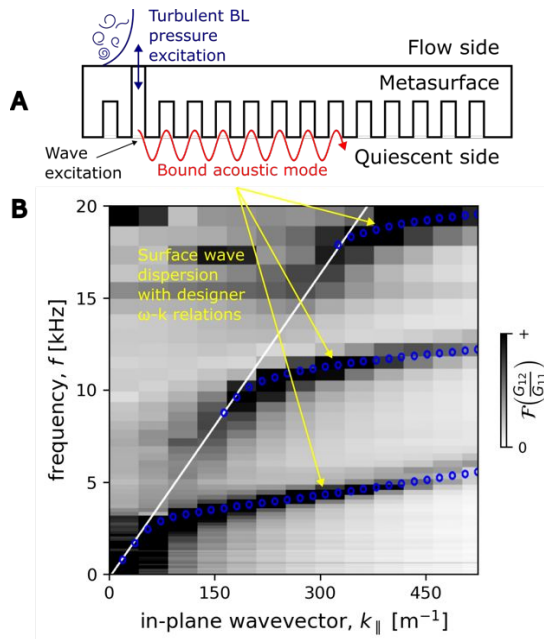 Turbulent BL
pressure
excitation
Flow side
Metasurface
A
Wave
excitation
Bound acoustic mode
Quiescent side
B
Surface wave
dispersion
with designer
ω–k relations
frequency, f [kHz]
20
15
10
5
0
0 150 300 450
in-plane wavevector, k∥ [m⁻¹]
+
0
𝓕(G₁₂/G₁₁)